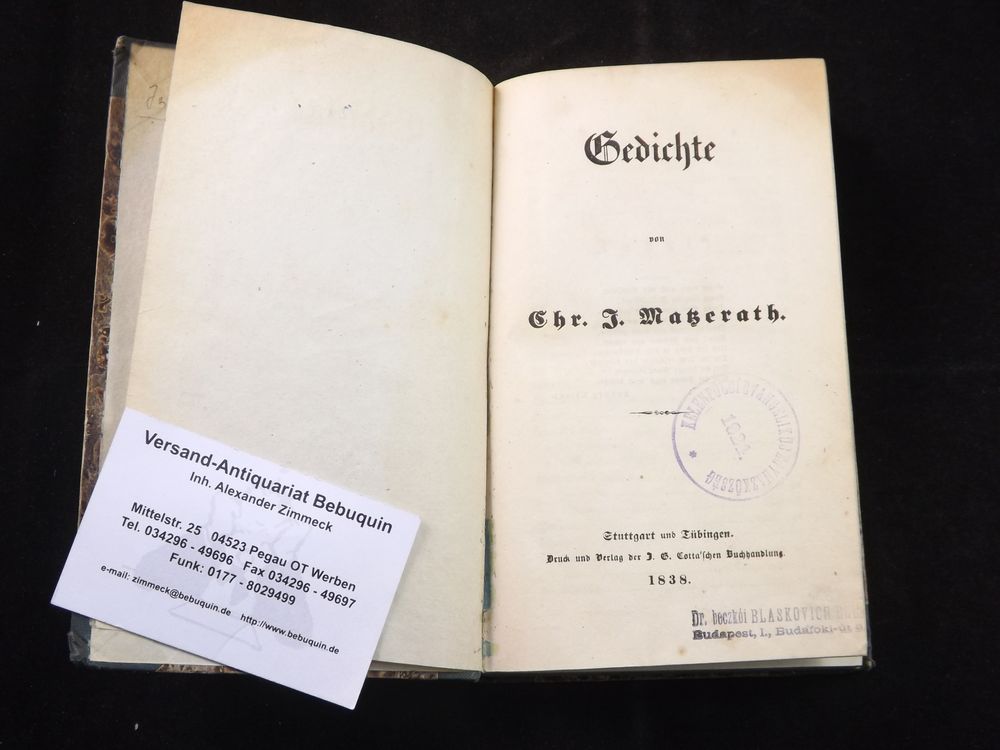 Versand-Antiquariat Bebuquin
Inh. Alexander Zimmeck
Mittelstr. 25 04523 Pegau OT Werben
Tel. 034296 - 49696 Fax 034296 - 49697
Funk: 0177 - 8029499
e-mail: zimmeck@bebuquin.de http://www.bebuquin.de
Gedichte
von
Chr. J. Matzerath.
1921.
Stuttgart und Tübingen.
Druck und Verlag der J. G. Cotta'schen Buchhandlung.
1838.
Dr. beczkói BLASKOVICH
Budapest, I., Budafoki-út 9.